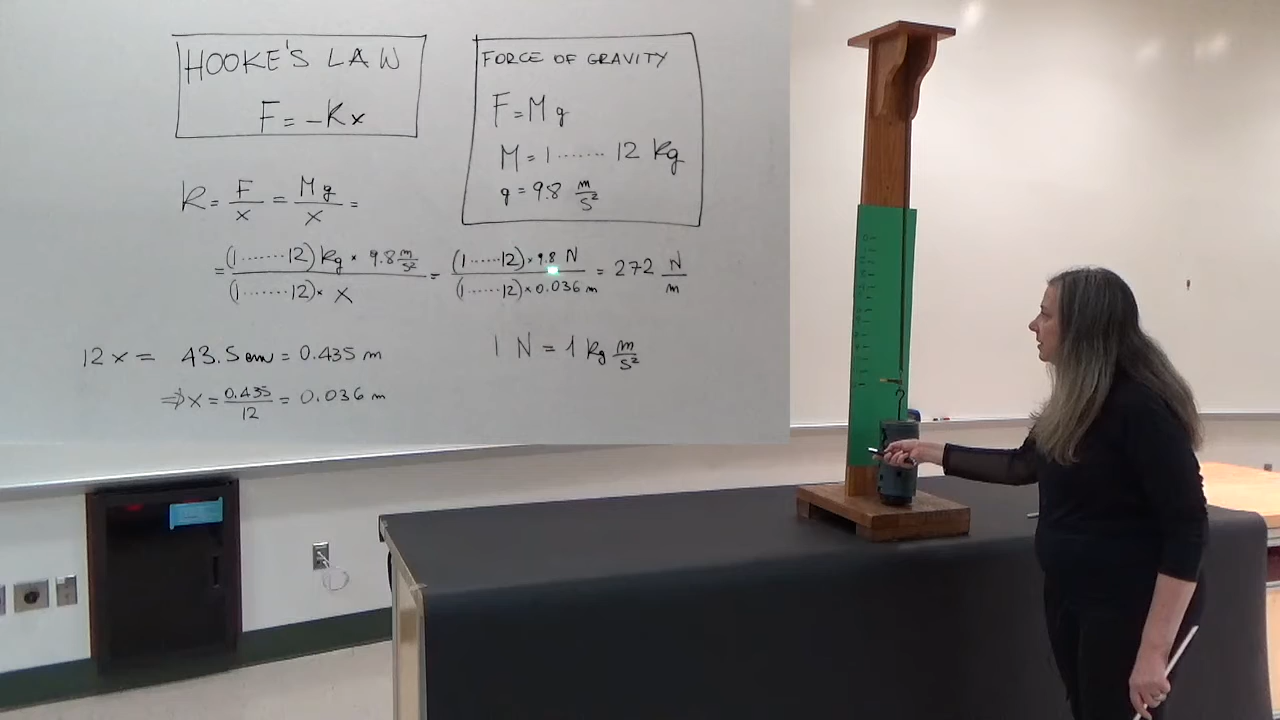 HOOKE'S LAW
F = -Kx
FORCE OF GRAVITY
F = Mg
M = 1 ....... 12 Kg
g = 9.8 m/s²
K = F/x = Mg/x =
= (1 ....... 12) Kg × 9.8 m/s² / (1 ....... 12) × x = (1 ...... 12) × 9.8 N / (1 ...... 12) × 0.036 m = 272 N/m
12 x = 43.5 cm = 0.435 m
⇒ x = 0.435/12 = 0.036 m
1 N = 1 Kg m/s²